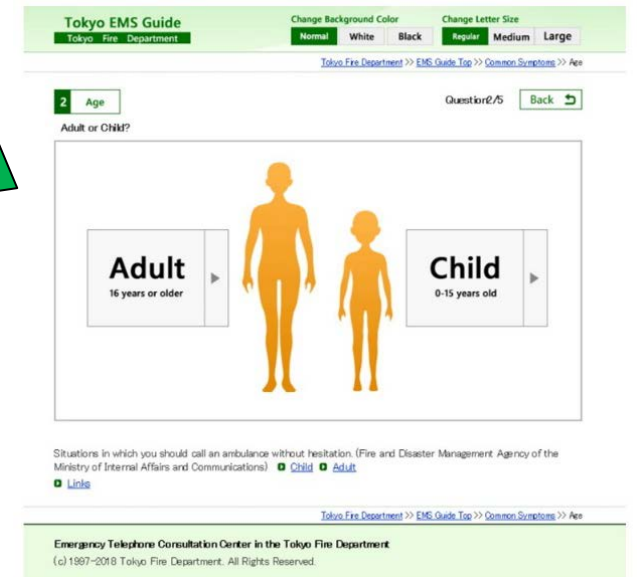 Tokyo EMS Guide
Tokyo Fire Department
Change Background Color
Normal White Black
Change Letter Size
Regular Medium Large
Tokyo Fire Department >> EMS Guide Top >> Common Symptoms >> Age
2 Age
Question2/5
Back
Adult or Child?
Adult
16 years or older
Child
0-15 years old
Situations in which you should call an ambulance without hesitation. (Fire and Disaster Management Agency of the
Ministry of Internal Affairs and Communications) Child Adult
Links
Tokyo Fire Department >> EMS Guide Top >> Common Symptoms >> Age
Emergency Telephone Consultation Center in the Tokyo Fire Department
(c) 1997-2018 Tokyo Fire Department. All Rights Reserved.